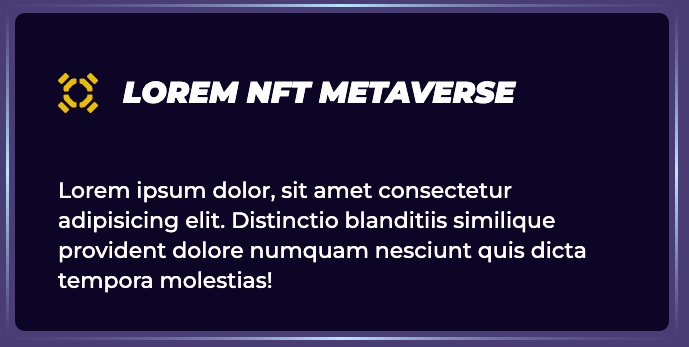 LOREM NFT METAVERSE
Lorem ipsum dolor, sit amet consectetur
adipisicing elit. Distinctio blanditiis similique
provident dolore numquam nesciunt quis dicta
tempora molestias!